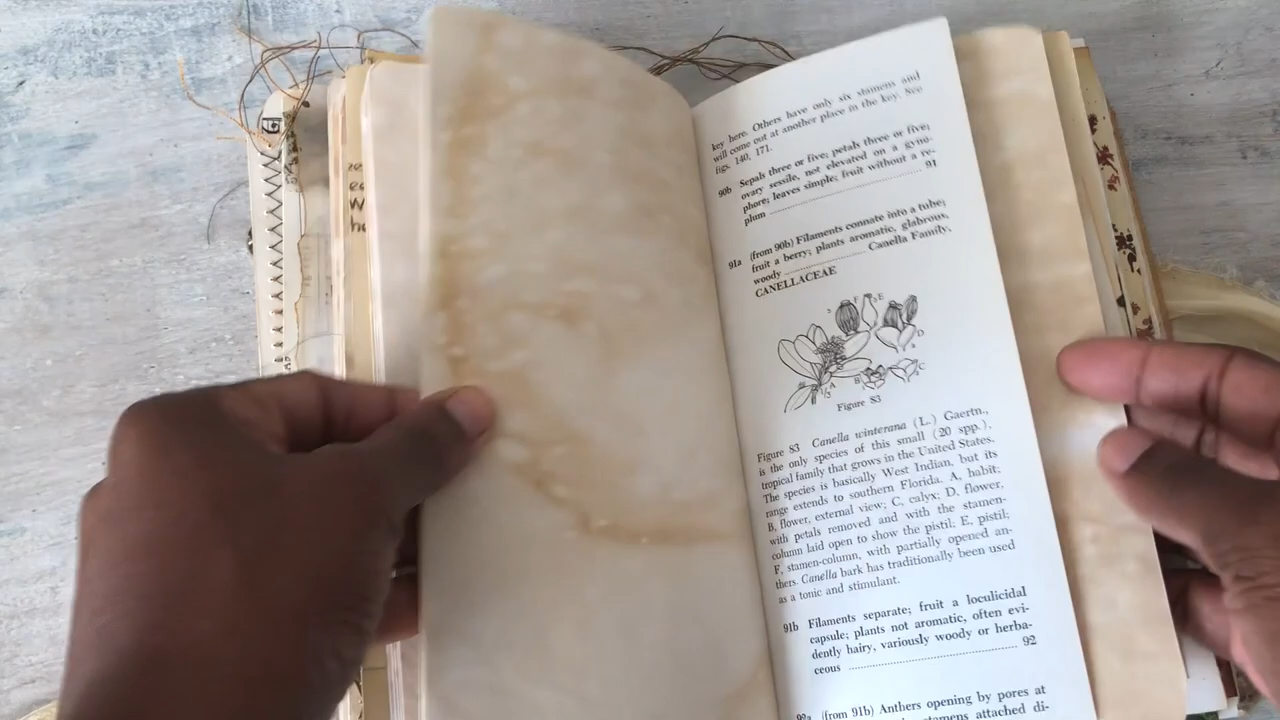 key here. Others have only six stamens and
will come out at another place in the key. See
figs. 140, 171.
90b Sepals three or five; petals three or five;
ovary sessile, not elevated on a gyno-
phore; leaves simple; fruit without a re-
plum .......... 91
91a (from 90b) Filaments connate into a tube;
fruit a berry; plants aromatic, glabrous,
woody .......... Canella Family,
CANELLACEAE
F E
D
A B C
Figure 83
Figure 83 Canella winterana (L.) Gaertn.,
is the only species of this small (20 spp.),
tropical family that grows in the United States.
The species is basically West Indian, but its
range extends to southern Florida. A, habit;
B, flower, external view; C, calyx; D, flower,
with petals removed and with the stamen-
column laid open to show the pistil; E, pistil;
F, stamen-column, with partially opened an-
thers. Canella bark has traditionally been used
as a tonic and stimulant.
91b Filaments separate; fruit a loculicidal
capsule; plants not aromatic, often evi-
dently hairy, variously woody or herba-
ceous .......... 92
92a (from 91b) Anthers opening by pores at
stamens attached di-